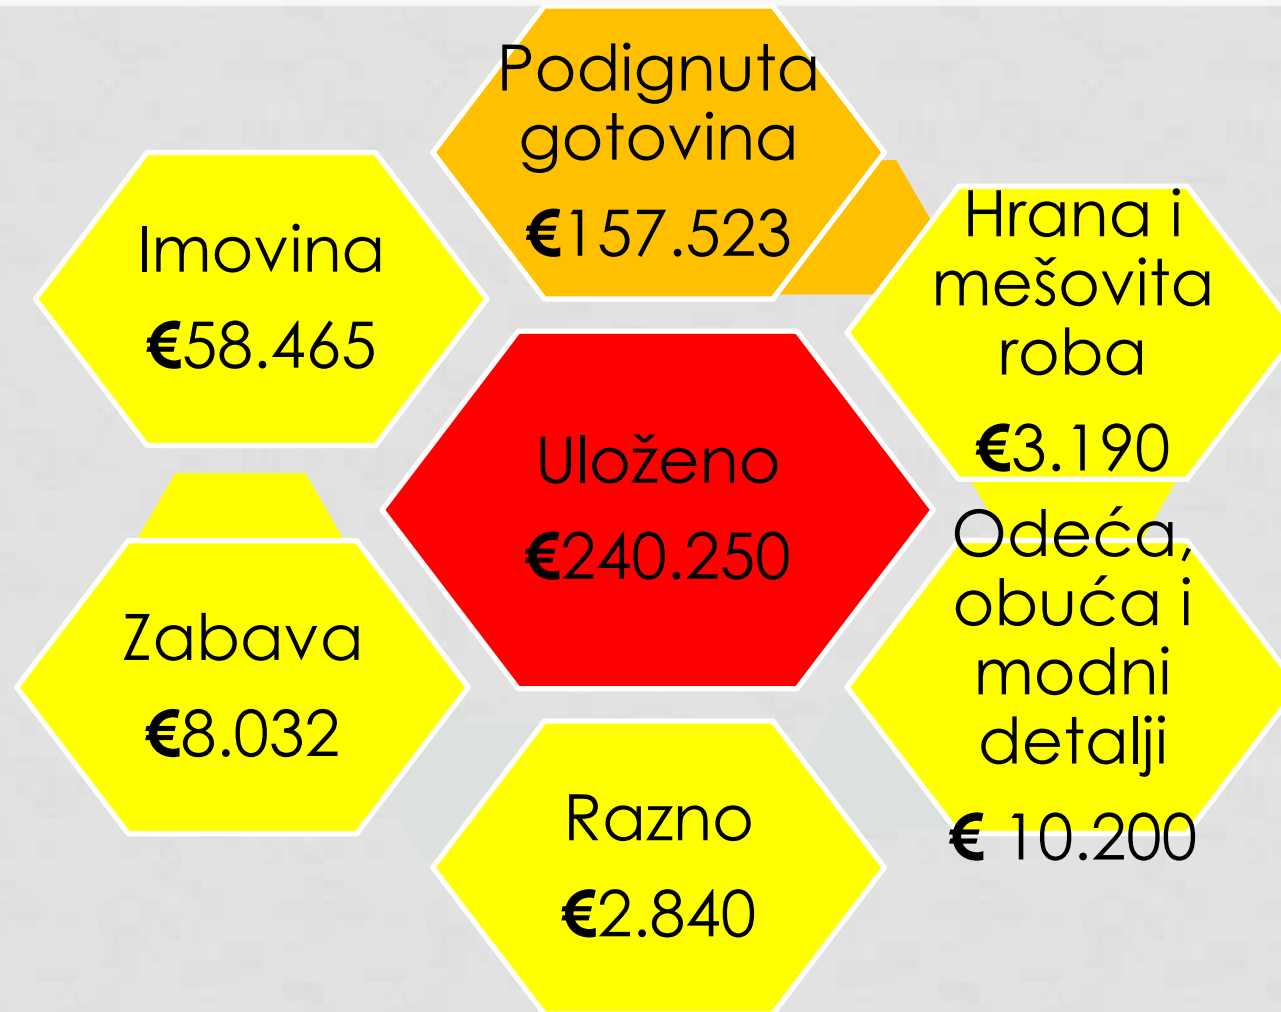 Podignuta
gotovina
€157.523
Imovina
€58.465
Hrana i
mešovita
roba
€3.190
Uloženo
€240.250
Odeća,
obuća i
modni
detalji
€ 10.200
Zabava
€8.032
Razno
€2.840